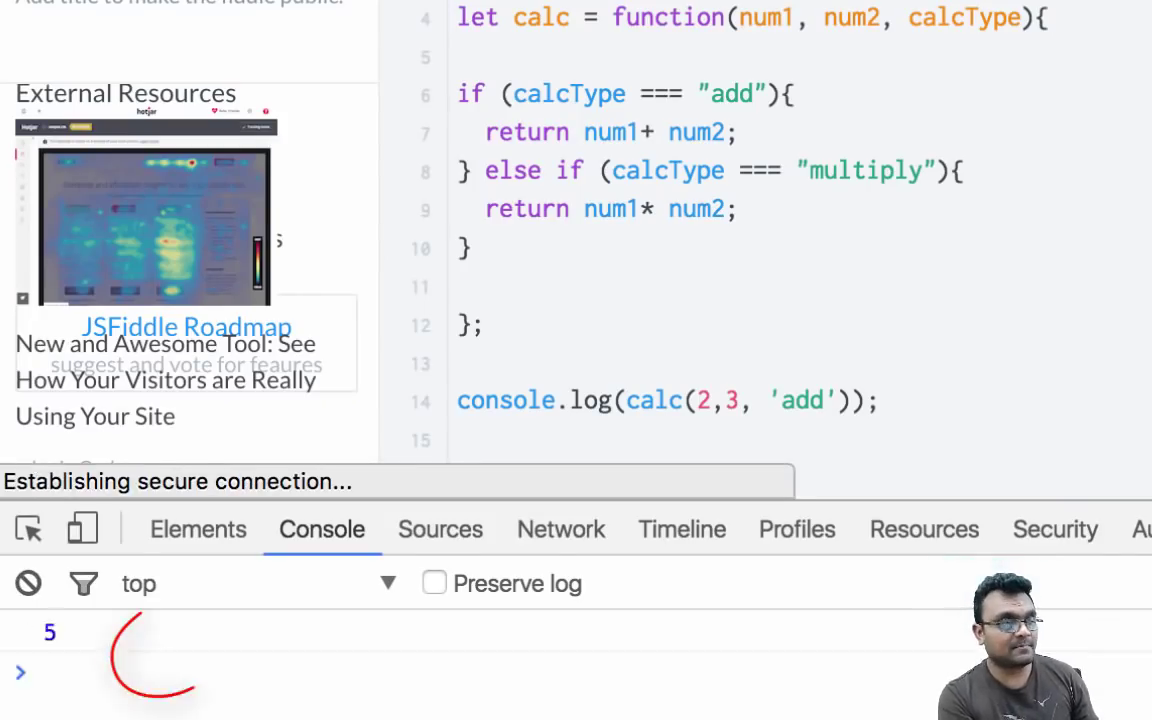 Add title to make the fiddle public.
External Resources
hotjar
JSFiddle Roadmap
suggest and vote for feaures
New and Awesome Tool: See
How Your Visitors are Really
Using Your Site
4 let calc = function(num1, num2, calcType){
5
6 if (calcType === "add"){
7 return num1+ num2;
8 } else if (calcType === "multiply"){
9 return num1* num2;
10 }
11
12 };
13
14 console.log(calc(2,3, 'add'));
15
Establishing secure connection...
Elements Console Sources Network Timeline Profiles Resources Security Au
top Preserve log
5